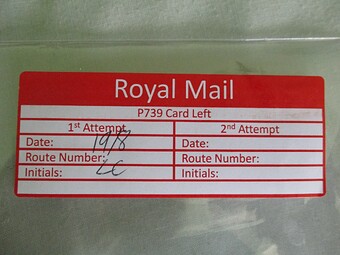 Royal Mail
P739 Card Left
1st Attempt 2nd Attempt
Date: 19/8 Date:
Route Number: Route Number:
Initials: LC Initials: